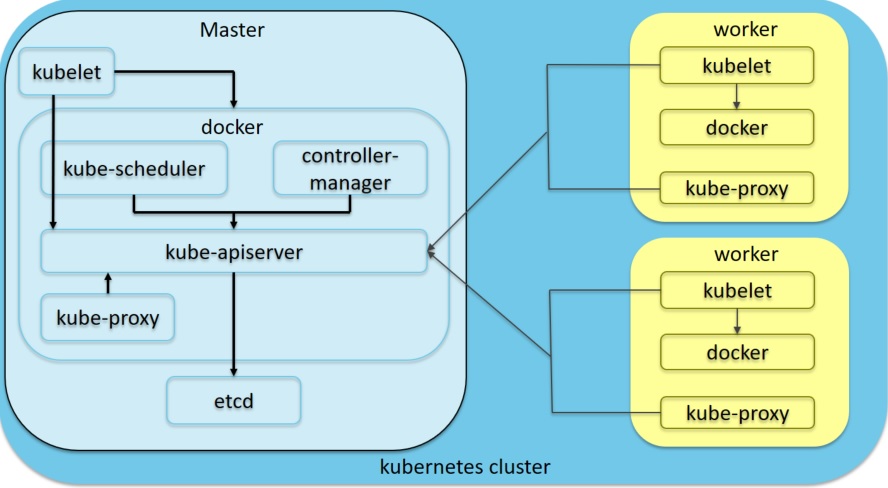 Master
kubelet
docker
kube-scheduler
controller-
manager
kube-apiserver
kube-proxy
etcd
worker
kubelet
docker
kube-proxy
worker
kubelet
docker
kube-proxy
kubernetes cluster